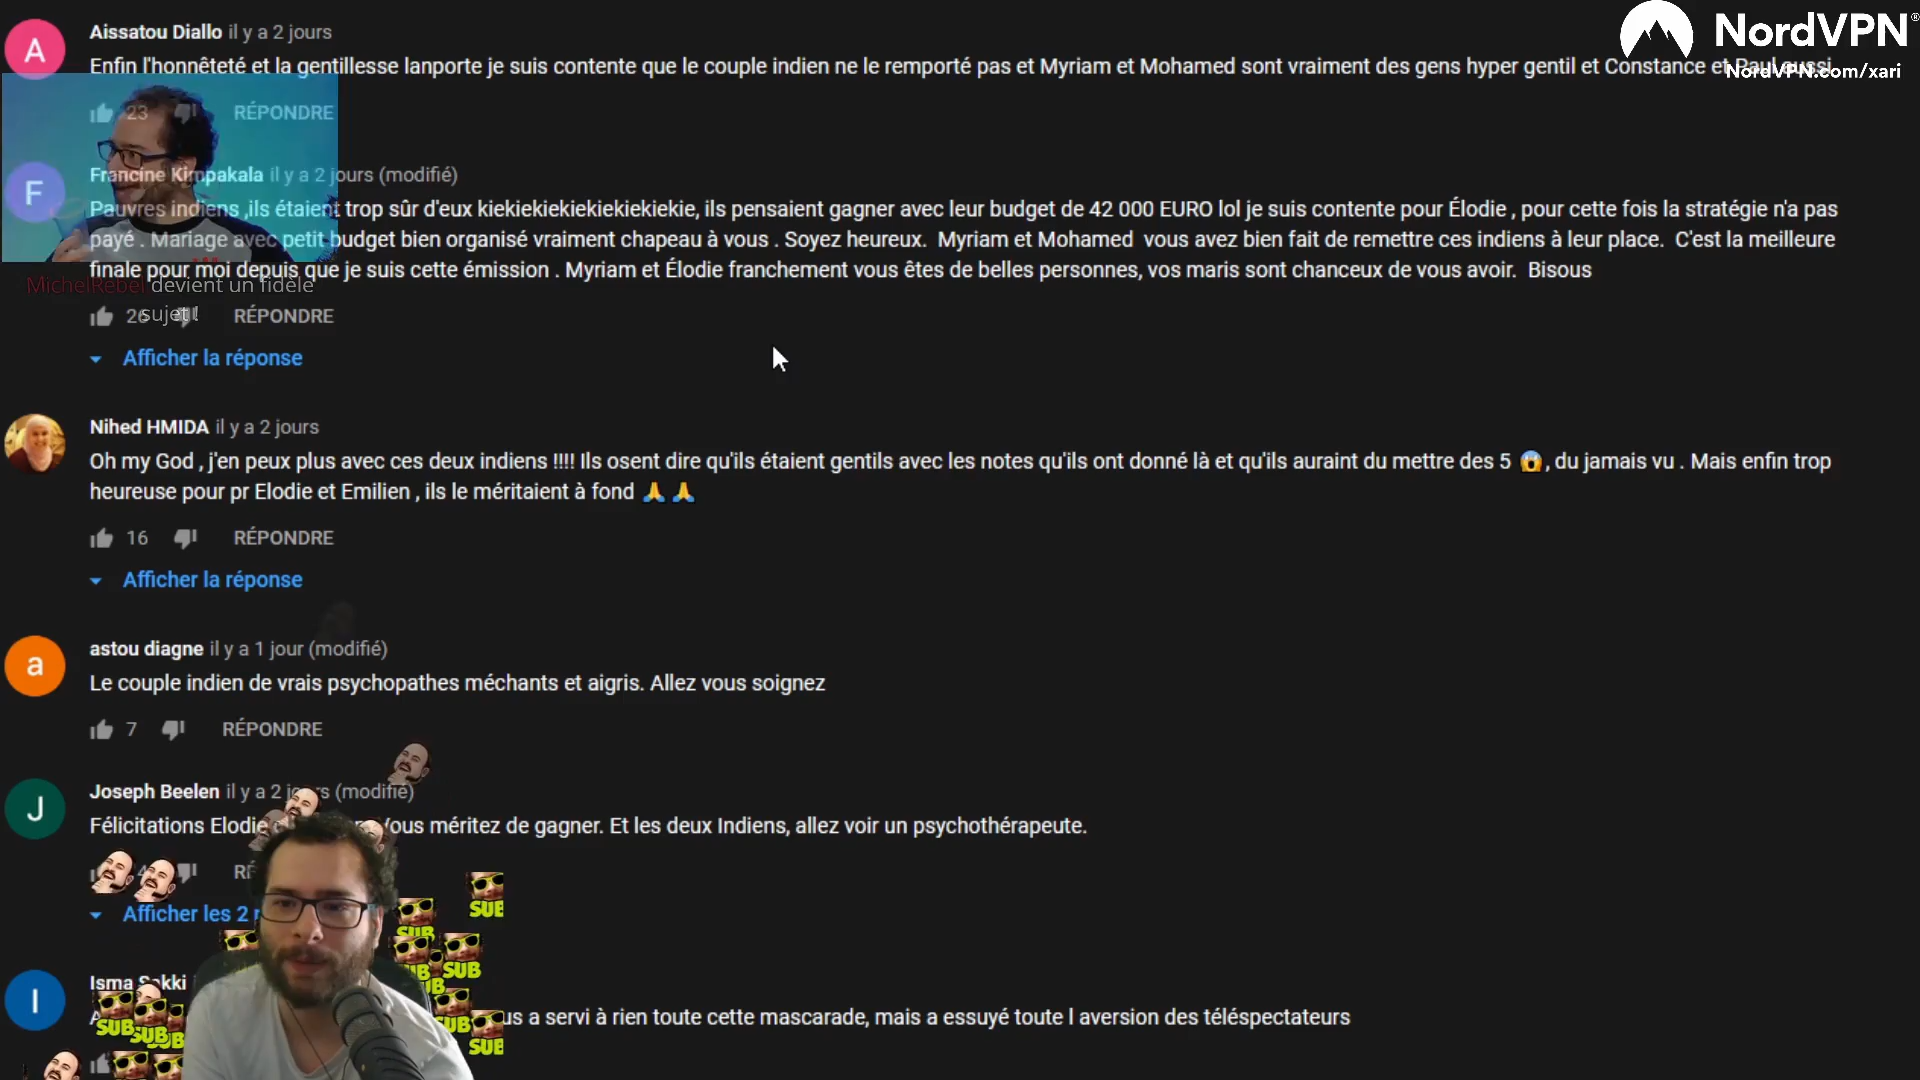 NordVPN®
NordVPN.com/xari
Aissatou Diallo il y a 2 jours
Enfin l'honnêteté et la gentillesse lanporte je suis contente que le couple indien ne le remporté pas et Myriam et Mohamed sont vraiment des gens hyper gentil et Constance et Paul aussi
23 RÉPONDRE
Francine Kimpakala il y a 2 jours (modifié)
Pauvres indiens ,ils étaient trop sûr d'eux kiekiekiekiekiekiekiekie, ils pensaient gagner avec leur budget de 42 000 EURO lol je suis contente pour Élodie , pour cette fois la stratégie n'a pas
payé . Mariage avec petit budget bien organisé vraiment chapeau à vous . Soyez heureux. Myriam et Mohamed vous avez bien fait de remettre ces indiens à leur place. C'est la meilleure
finale pour moi depuis que je suis cette émission . Myriam et Élodie franchement vous êtes de belles personnes, vos maris sont chanceux de vous avoir. Bisous
MichelRebel devient un fidèle
sujet !
RÉPONDRE
Afficher la réponse
Nihed HMIDA il y a 2 jours
Oh my God , j'en peux plus avec ces deux indiens !!!! Ils osent dire qu'ils étaient gentils avec les notes qu'ils ont donné là et qu'ils auraint du mettre des 5 😱, du jamais vu . Mais enfin trop
heureuse pour pr Elodie et Emilien , ils le méritaient à fond 🙏 🙏
16 RÉPONDRE
Afficher la réponse
astou diagne il y a 1 jour (modifié)
Le couple indien de vrais psychopathes méchants et aigris. Allez vous soignez
7 RÉPONDRE
Joseph Beelen il y a 2 jours (modifié)
Félicitations Elodie vous méritez de gagner. Et les deux Indiens, allez voir un psychothérapeute.
Afficher les 2
Isma Sakki
a servi à rien toute cette mascarade, mais a essuyé toute l aversion des téléspectateurs
SUB
SUB
SUB
SUB
SUB
SUB
SUB